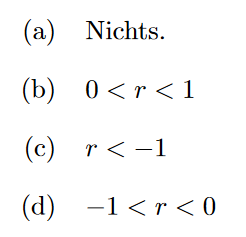 (a) Nichts.
(b) 0 < r < 1
(c) r < −1
(d) −1 < r < 0